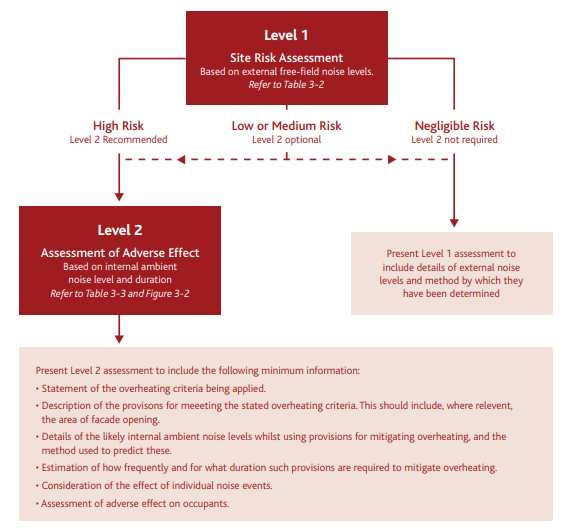 Level 1
Site Risk Assessment
Based on external free-field noise levels.
Refer to Table 3-2
High Risk
Level 2 Recommended
Low or Medium Risk
Level 2 optional
Negligible Risk
Level 2 not required
Level 2
Assessment of Adverse Effect
Based on internal ambient
noise level and duration
Refer to Table 3-3 and Figure 3-2
Present Level 1 assessment to
include details of external noise
levels and method by which they
have been determined
Present Level 2 assessment to include the following minimum information:
• Statement of the overheating criteria being applied.
• Description of the provisons for meeeting the stated overheating criteria. This should include, where relevent,
the area of facade opening.
• Details of the likely internal ambient noise levels whilst using provisions for mitigating overheating, and the
method used to predict these.
• Estimation of how frequently and for what duration such provisions are required to mitigate overheating.
• Consideration of the effect of individual noise events.
• Assessment of adverse effect on occupants.